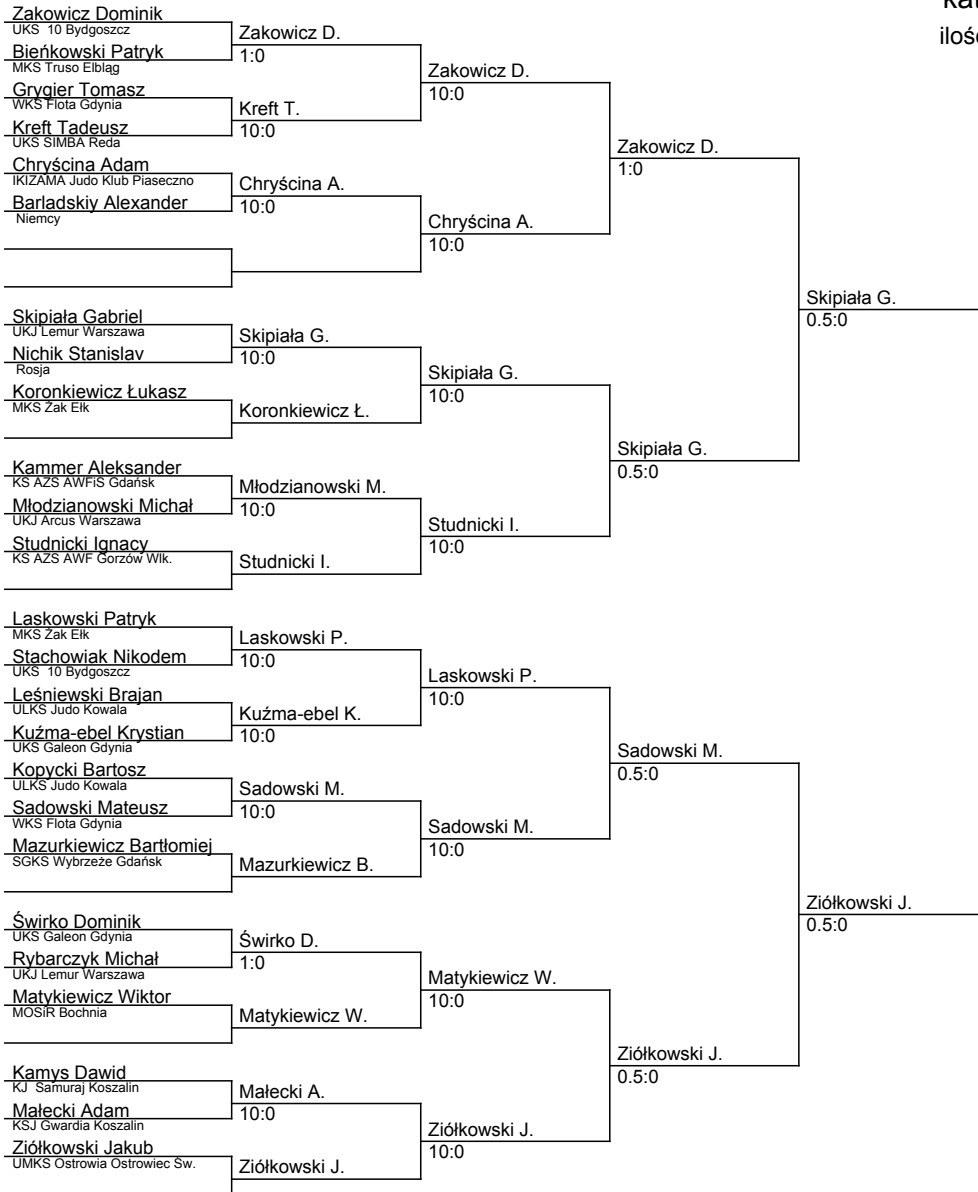 Zakowicz Dominik
UKS 10 Bydgoszcz
Bieńkowski Patryk
MKS Truso Elbląg
Grygier Tomasz
WKS Flota Gdynia
Kreft Tadeusz
UKS SIMBA Reda
Chryścina Adam
IKIZAMA Judo Klub Piaseczno
Barladskiy Alexander
Niemcy
Skipiała Gabriel
UKJ Lemur Warszawa
Nichik Stanislav
Rosja
Koronkiewicz Łukasz
MKS Żak Ełk
Kammer Aleksander
KS AZS AWFiS Gdańsk
Młodzianowski Michał
UKJ Arcus Warszawa
Studnicki Ignacy
KS AZS AWF Gorzów Wlk.
Laskowski Patryk
MKS Żak Ełk
Stachowiak Nikodem
UKS 10 Bydgoszcz
Leśniewski Brajan
ULKS Judo Kowala
Kuźma-ebel Krystian
UKS Galeon Gdynia
Kopycki Bartosz
ULKS Judo Kowala
Sadowski Mateusz
WKS Flota Gdynia
Mazurkiewicz Bartłomiej
SGKS Wybrzeże Gdańsk
Świrko Dominik
UKS Galeon Gdynia
Rybarczyk Michał
UKJ Lemur Warszawa
Matykiewicz Wiktor
MOSiR Bochnia
Kamys Dawid
KJ Samuraj Koszalin
Małecki Adam
KSJ Gwardia Koszalin
Ziółkowski Jakub
UMKS Ostrovia Ostrowiec Św.
Zakowicz D.
1:0
Kreft T.
10:0
Chryścina A.
10:0
Skipiała G.
10:0
Koronkiewicz Ł.
Młodzianowski M.
10:0
Studnicki I.
Laskowski P.
10:0
Kuźma-ebel K.
10:0
Sadowski M.
10:0
Mazurkiewicz B.
Świrko D.
1:0
Matykiewicz W.
Małecki A.
10:0
Ziółkowski J.
Zakowicz D.
10:0
Chryścina A.
10:0
Skipiała G.
10:0
Studnicki I.
10:0
Laskowski P.
10:0
Sadowski M.
10:0
Matykiewicz W.
10:0
Ziółkowski J.
10:0
Zakowicz D.
1:0
Skipiała G.
0.5:0
Sadowski M.
0.5:0
Ziółkowski J.
0.5:0
Skipiała G.
0.5:0
Ziółkowski J.
0.5:0